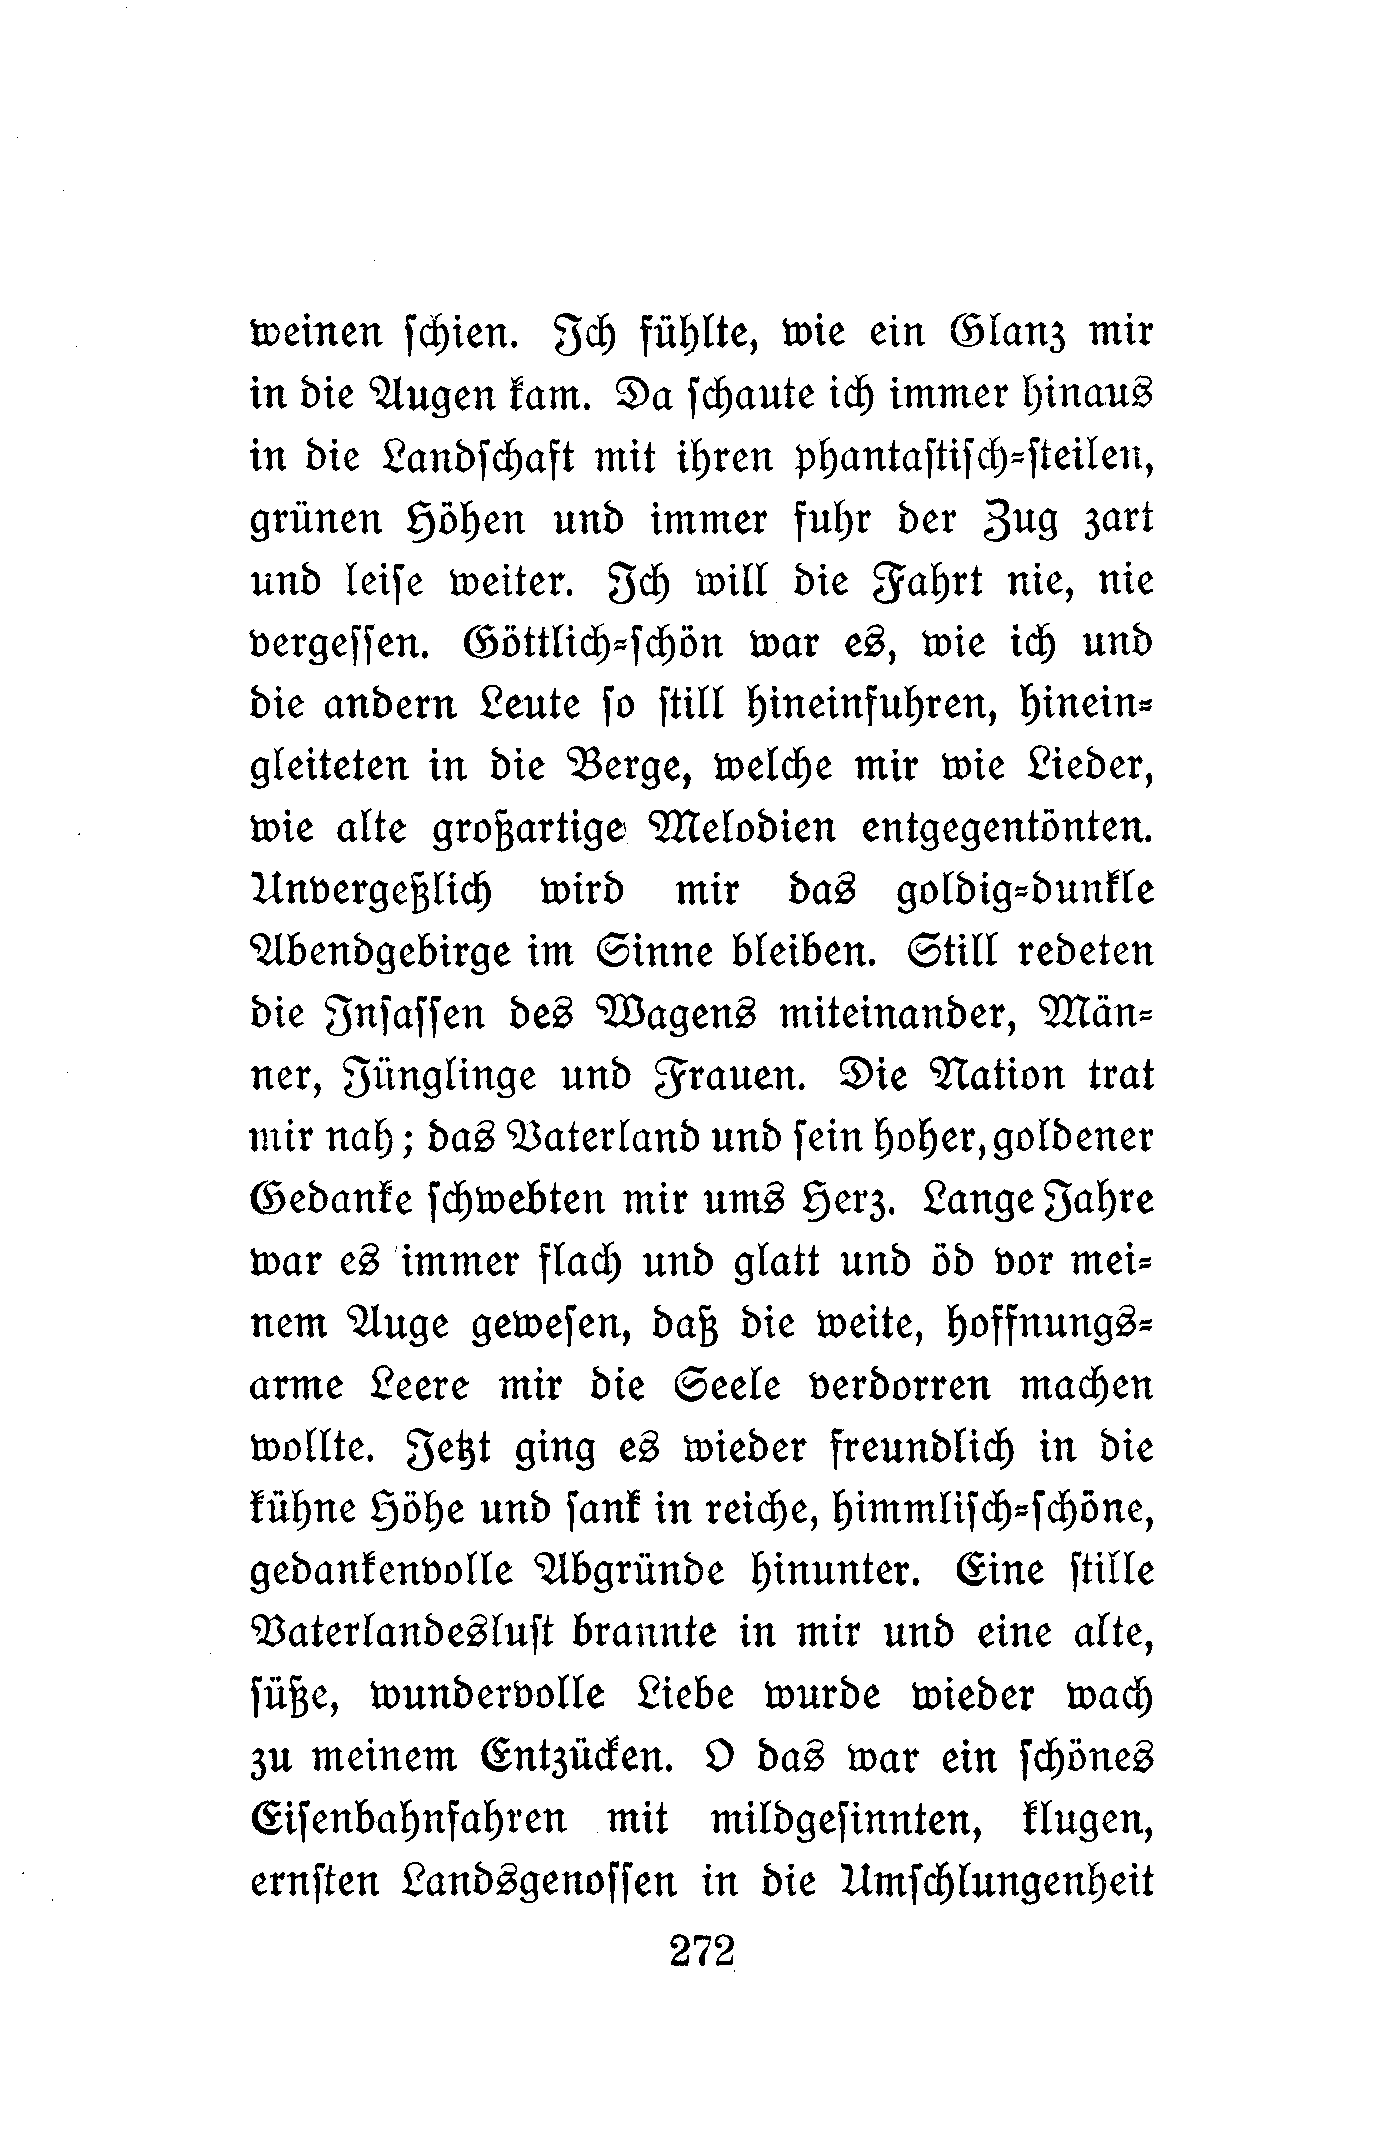 weinen ſchien. Ich fühlte, wie ein Glanz mir
in die Augen kam. Da ſchaute ich immer hinaus
in die Landſchaft mit ihren phantaſtiſch-ſteilen,
grünen Höhen und immer fuhr der Zug zart
und leiſe weiter. Ich will die Fahrt nie, nie
vergeſſen. Göttlich-ſchön war es, wie ich und
die andern Leute ſo ſtill hineinfuhren, hinein-
gleiteten in die Berge, welche mir wie Lieder,
wie alte großartige Melodien entgegentönten.
Unvergeßlich wird mir das goldig-dunkle
Abendgebirge im Sinne bleiben. Still redeten
die Inſaſſen des Wagens miteinander, Män-
ner, Jünglinge und Frauen. Die Nation trat
mir nah; das Vaterland und ſein hoher, goldener
Gedanke ſchwebten mir ums Herz. Lange Jahre
war es immer flach und glatt und öd vor mei-
nem Auge geweſen, daß die weite, hoffnungs-
arme Leere mir die Seele verdorren machen
wollte. Jetzt ging es wieder freundlich in die
kühne Höhe und ſank in reiche, himmliſch-ſchöne,
gedankenvolle Abgründe hinunter. Eine ſtille
Vaterlandesluſt brannte in mir und eine alte,
ſüße, wundervolle Liebe wurde wieder wach
zu meinem Entzücken. O das war ein ſchönes
Eiſenbahnfahren mit mildgeſinnten, klugen,
ernſten Landsgenoſſen in die Umſchlungenheit
272